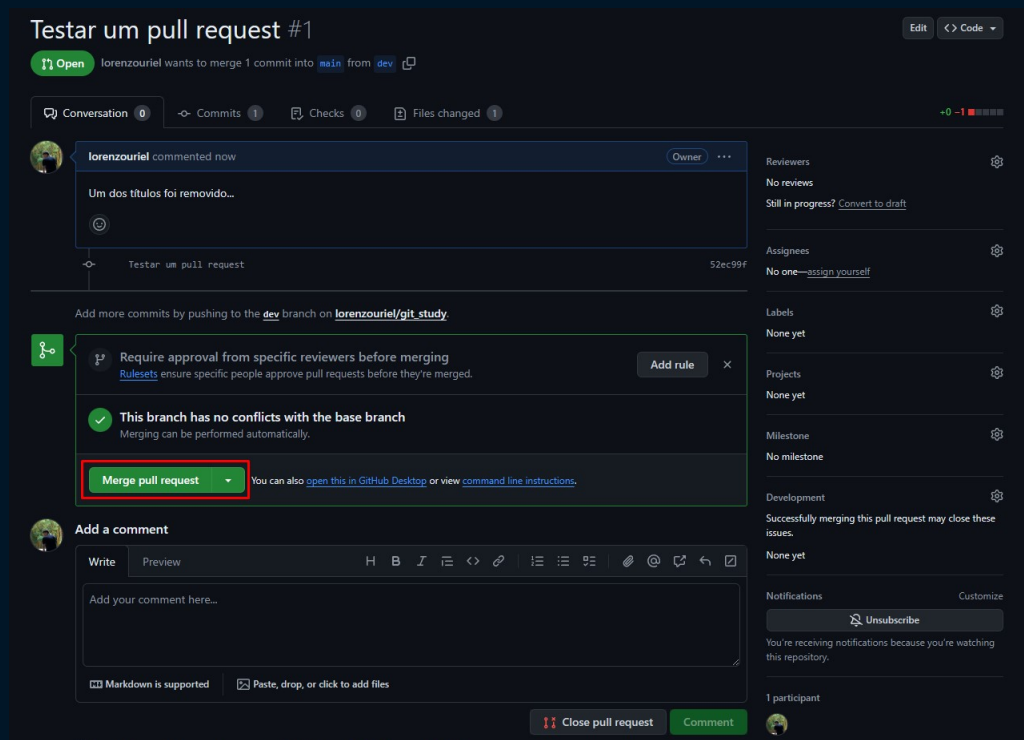 Testar um pull request #1
Edit
Code
Open
lorenzouriel wants to merge 1 commit into main from dev
Conversation 0
Commits 1
Checks 0
Files changed 1
+0 −1
lorenzouriel commented now
Owner
Um dos títulos foi removido...
Testar um pull request
52ec99f
Add more commits by pushing to the dev branch on lorenzouriel/git_study.
Require approval from specific reviewers before merging
Rulesets ensure specific people approve pull requests before they're merged.
Add rule
This branch has no conflicts with the base branch
Merging can be performed automatically.
Merge pull request
You can also open this in GitHub Desktop or view command line instructions.
Add a comment
Write
Preview
Add your comment here...
Markdown is supported
Paste, drop, or click to add files
Close pull request
Comment
Reviewers
No reviews
Still in progress? Convert to draft
Assignees
No one—assign yourself
Labels
None yet
Projects
None yet
Milestone
No milestone
Development
Successfully merging this pull request may close these
issues.
None yet
Notifications
Customize
Unsubscribe
You're receiving notifications because you're watching
this repository.
1 participant